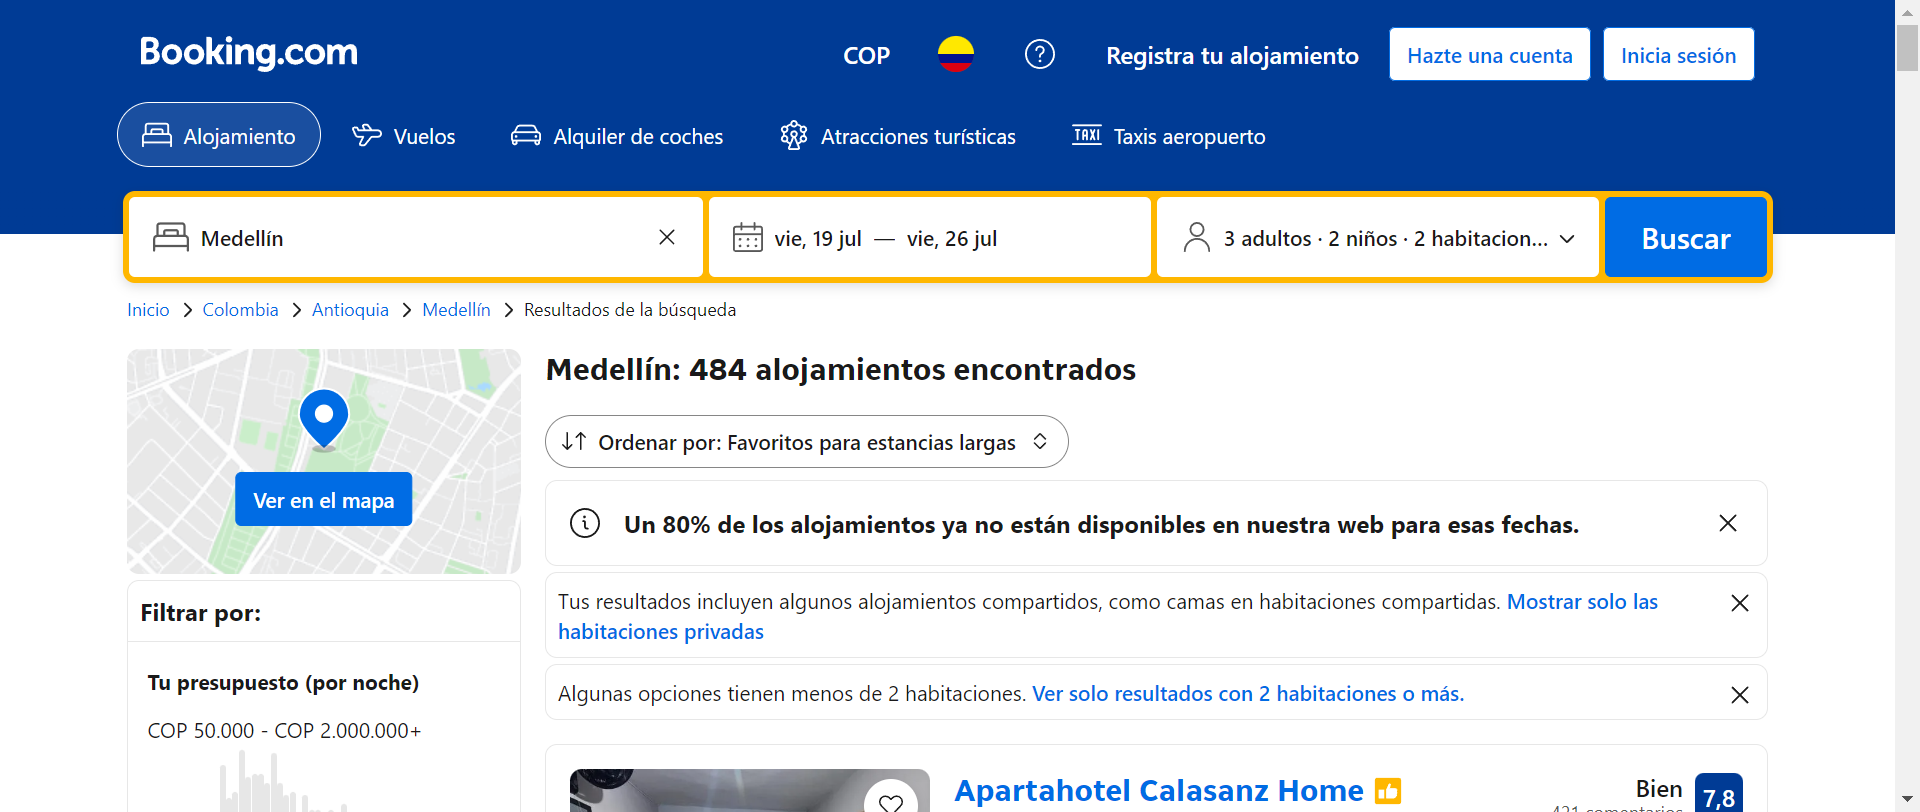 Booking.com
COP
Registra tu alojamiento
Hazte una cuenta
Inicia sesión
Alojamiento
Vuelos
Alquiler de coches
Atracciones turísticas
TAXI
Taxis aeropuerto
Medellín
vie, 19 jul — vie, 26 jul
3 adultos · 2 niños · 2 habitacion...
Buscar
Inicio
Colombia
Antioquia
Medellín
Resultados de la búsqueda
Ver en el mapa
Filtrar por:
Tu presupuesto (por noche)
COP 50.000 - COP 2.000.000+
Medellín: 484 alojamientos encontrados
Ordenar por: Favoritos para estancias largas
Un 80% de los alojamientos ya no están disponibles en nuestra web para esas fechas.
Tus resultados incluyen algunos alojamientos compartidos, como camas en habitaciones compartidas. Mostrar solo las
habitaciones privadas
Algunas opciones tienen menos de 2 habitaciones. Ver solo resultados con 2 habitaciones o más.
Apartahotel Calasanz Home
Bien
7,8